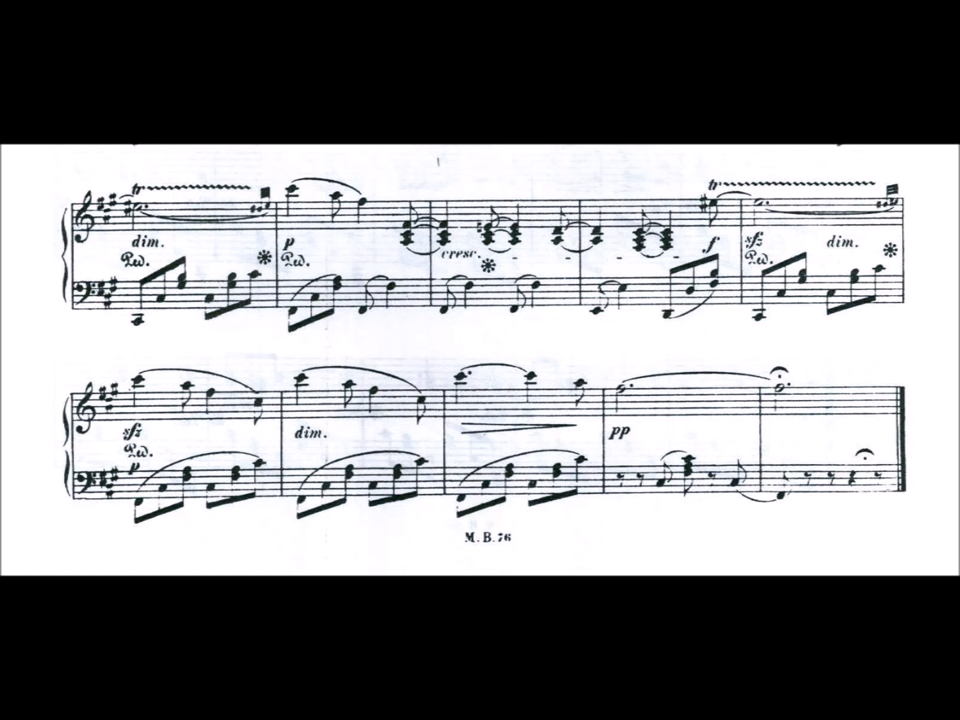 tr tr
dim. p cresc. f sfz dim.
Ped. Ped. Ped.
sfz dim. pp
Ped.
p
M. B. 76